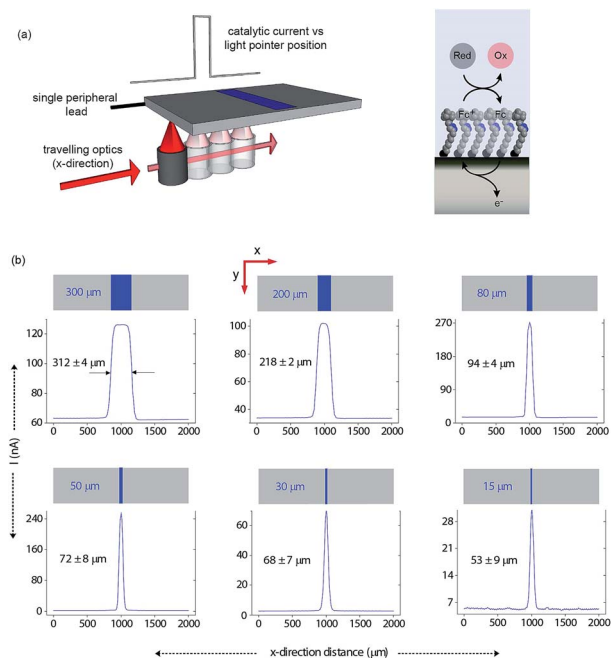 (a)
catalytic current vs
light pointer position
single peripheral
lead
travelling optics
(x-direction)
Red
Ox
Fc⁺
Fc
e⁻
(b)
x
y
300 µm
200 µm
80 µm
120
100
80
60
312 ± 4 µm
0 500 1000 1500 2000
100
80
60
40
218 ± 2 µm
0 500 1000 1500 2000
270
180
90
0
94 ± 4 µm
0 500 1000 1500 2000
I (nA)
50 µm
30 µm
15 µm
240
160
80
0
72 ± 8 µm
0 500 1000 1500 2000
60
40
20
0
68 ± 7 µm
0 500 1000 1500 2000
28
21
14
7
53 ± 9 µm
0 500 1000 1500 2000
x-direction distance (µm)